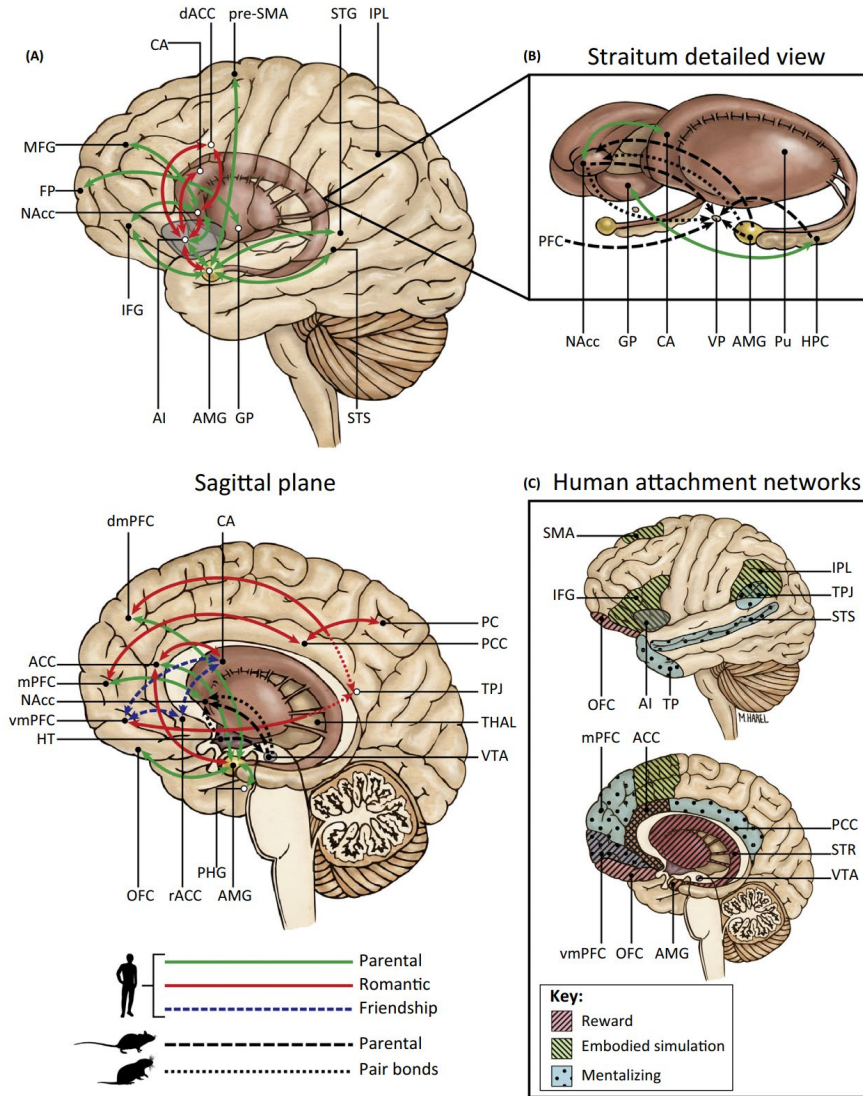 dACC pre-SMA STG IPL
CA
(A)
MFG
FP
NAcc
IFG
AI AMG GP STS
(B) Straitum detailed view
PFC
NAcc GP CA VP AMG Pu HPC
Sagittal plane
dmPFC CA
PC
PCC
ACC
mPFC
NAcc
vmPFC
HT
TPJ
THAL
VTA
PHG
OFC rACC AMG
Parental
Romantic
Friendship
Parental
Pair bonds
(C) Human attachment networks
SMA
IPL
IFG
TPJ
STS
OFC AI TP
M.HAREL
mPFC ACC
PCC
STR
VTA
vmPFC OFC AMG
Key:
Reward
Embodied simulation
Mentalizing